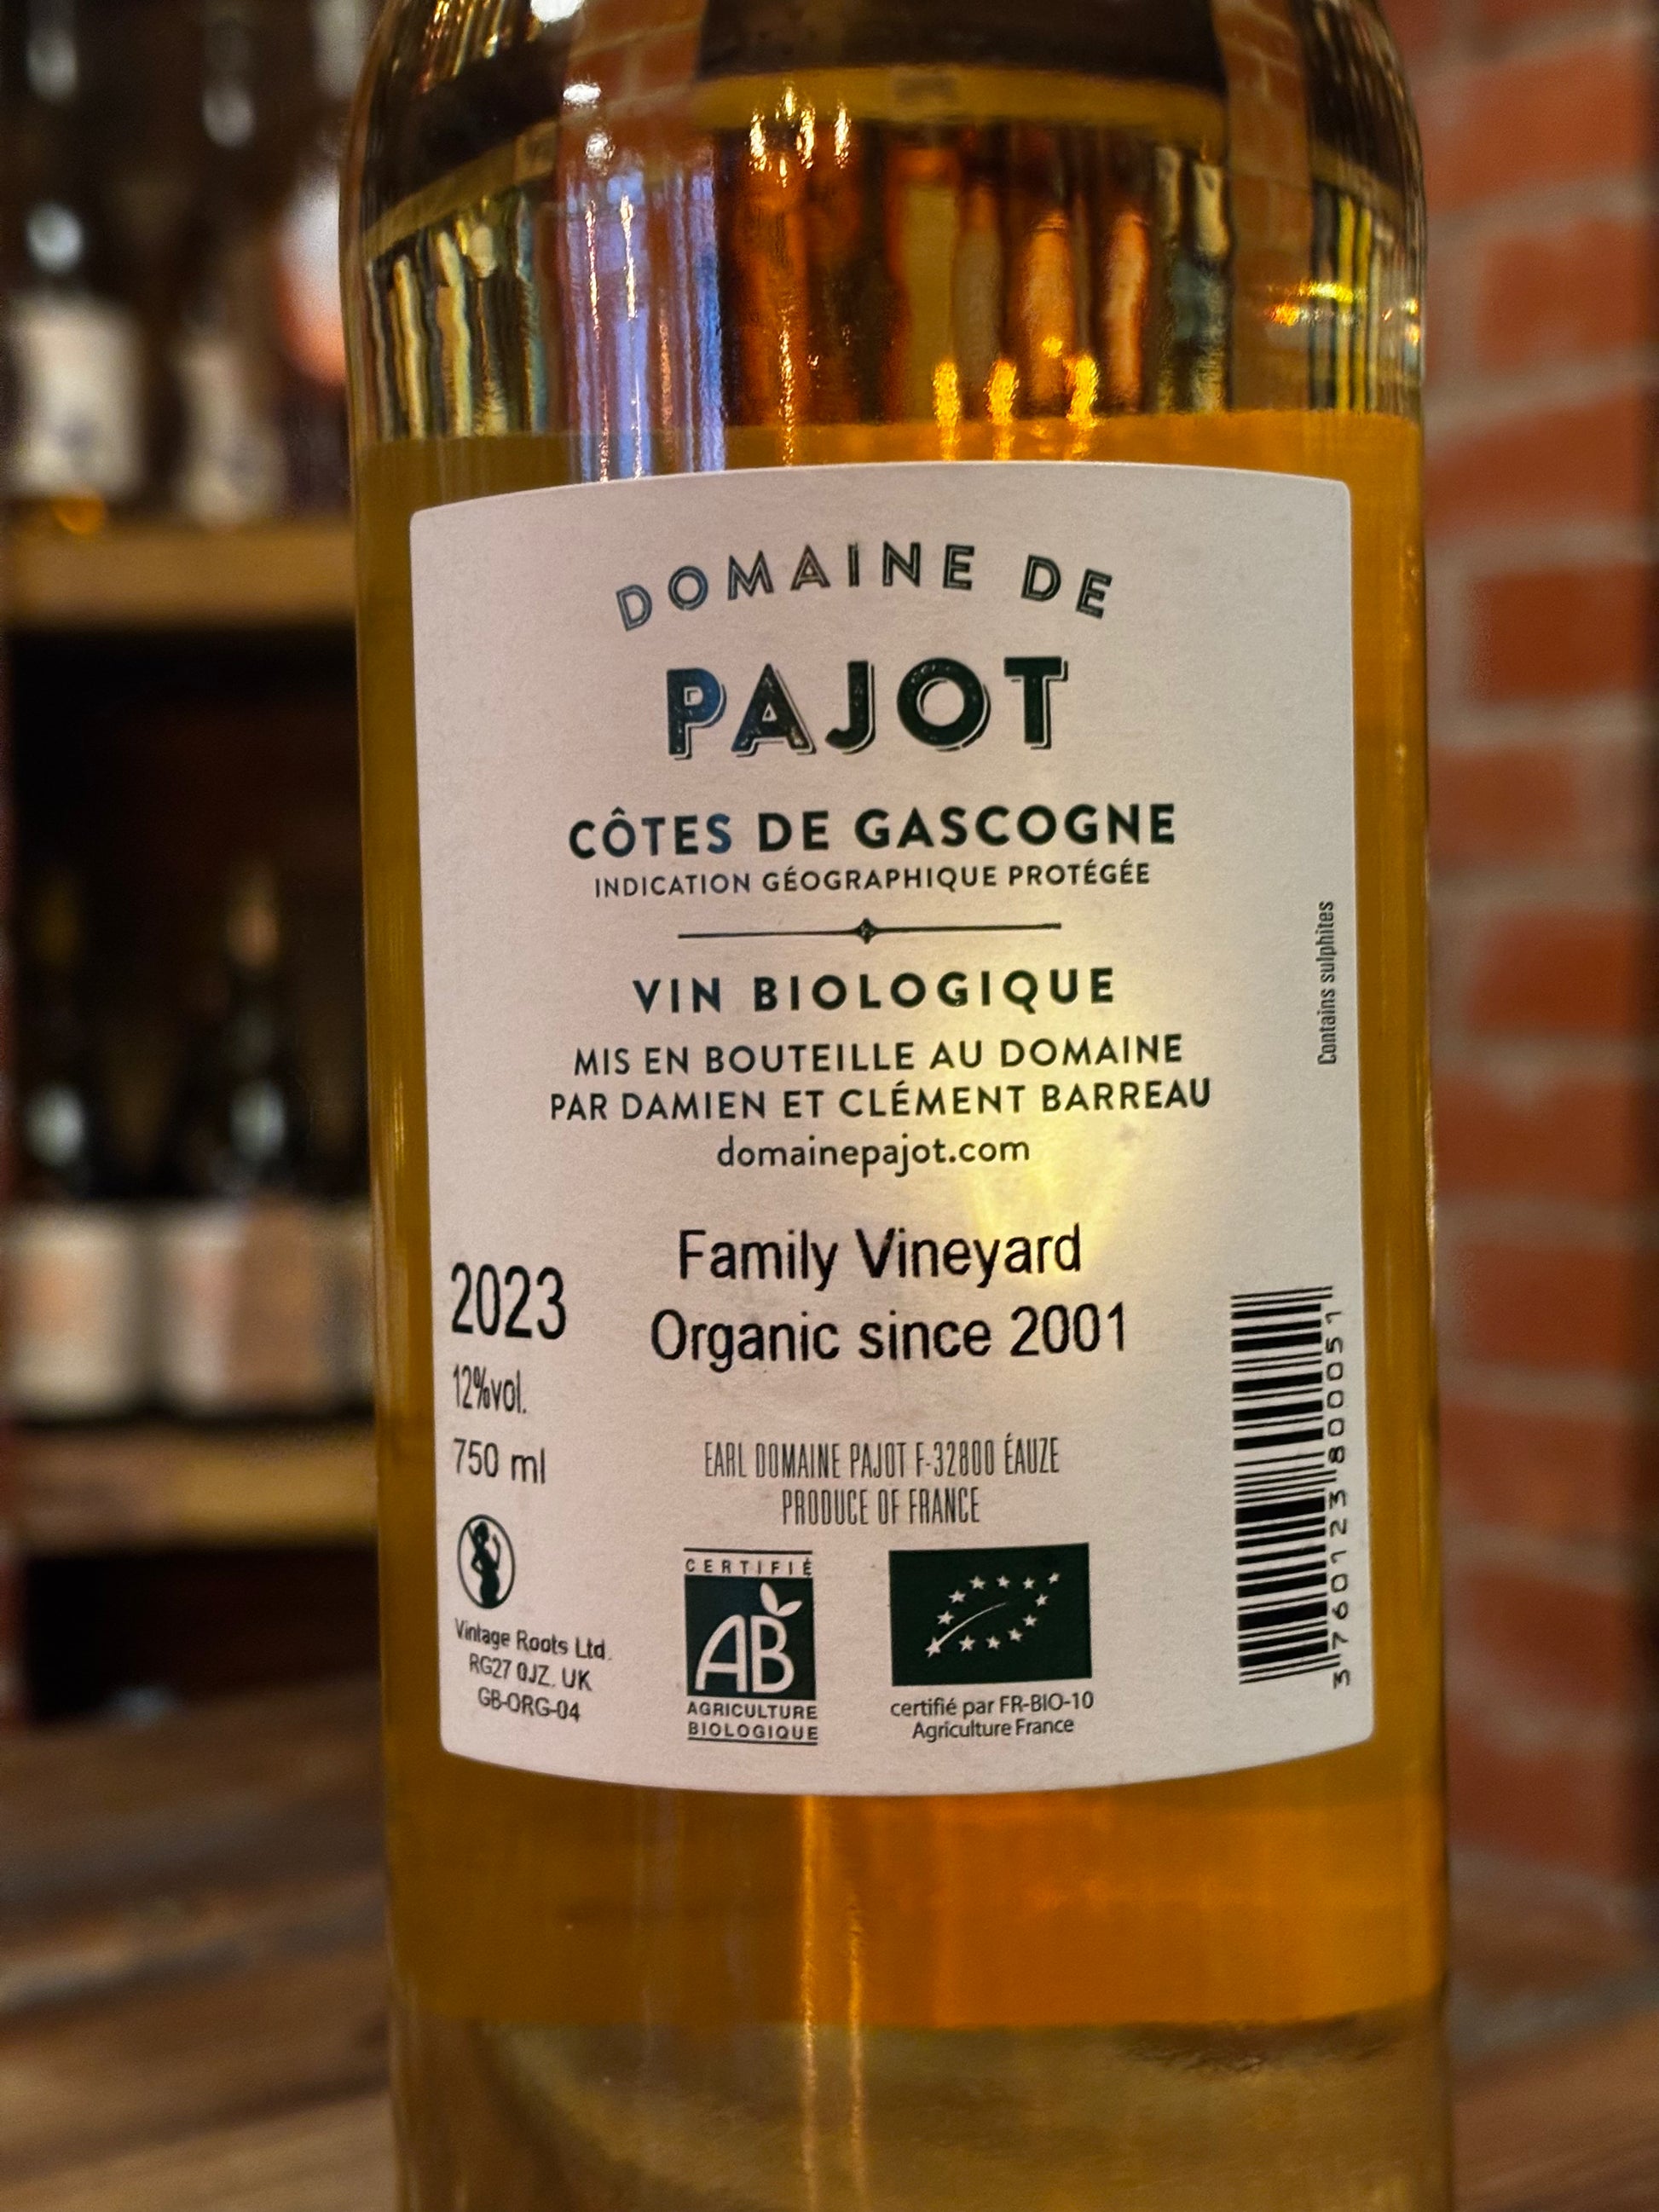 DOMAINE DE
PAJOT
CÔTES DE GASCOGNE
INDICATION GÉOGRAPHIQUE PROTÉGÉE
VIN BIOLOGIQUE
MIS EN BOUTEILLE AU DOMAINE
PAR DAMIEN ET CLÉMENT BARREAU
domainepajot.com
Contains sulphites
Family Vineyard
Organic since 2001
2023
12%vol.
750 ml
EARL DOMAINE PAJOT F-32800 ÉAUZE
PRODUCE OF FRANCE
Vintage Roots Ltd.
RG27 0JZ. UK
GB-ORG-04
CERTIFIÉ
AB
AGRICULTURE
BIOLOGIQUE
certifié par FR-BIO-10
Agriculture France
3760123800051